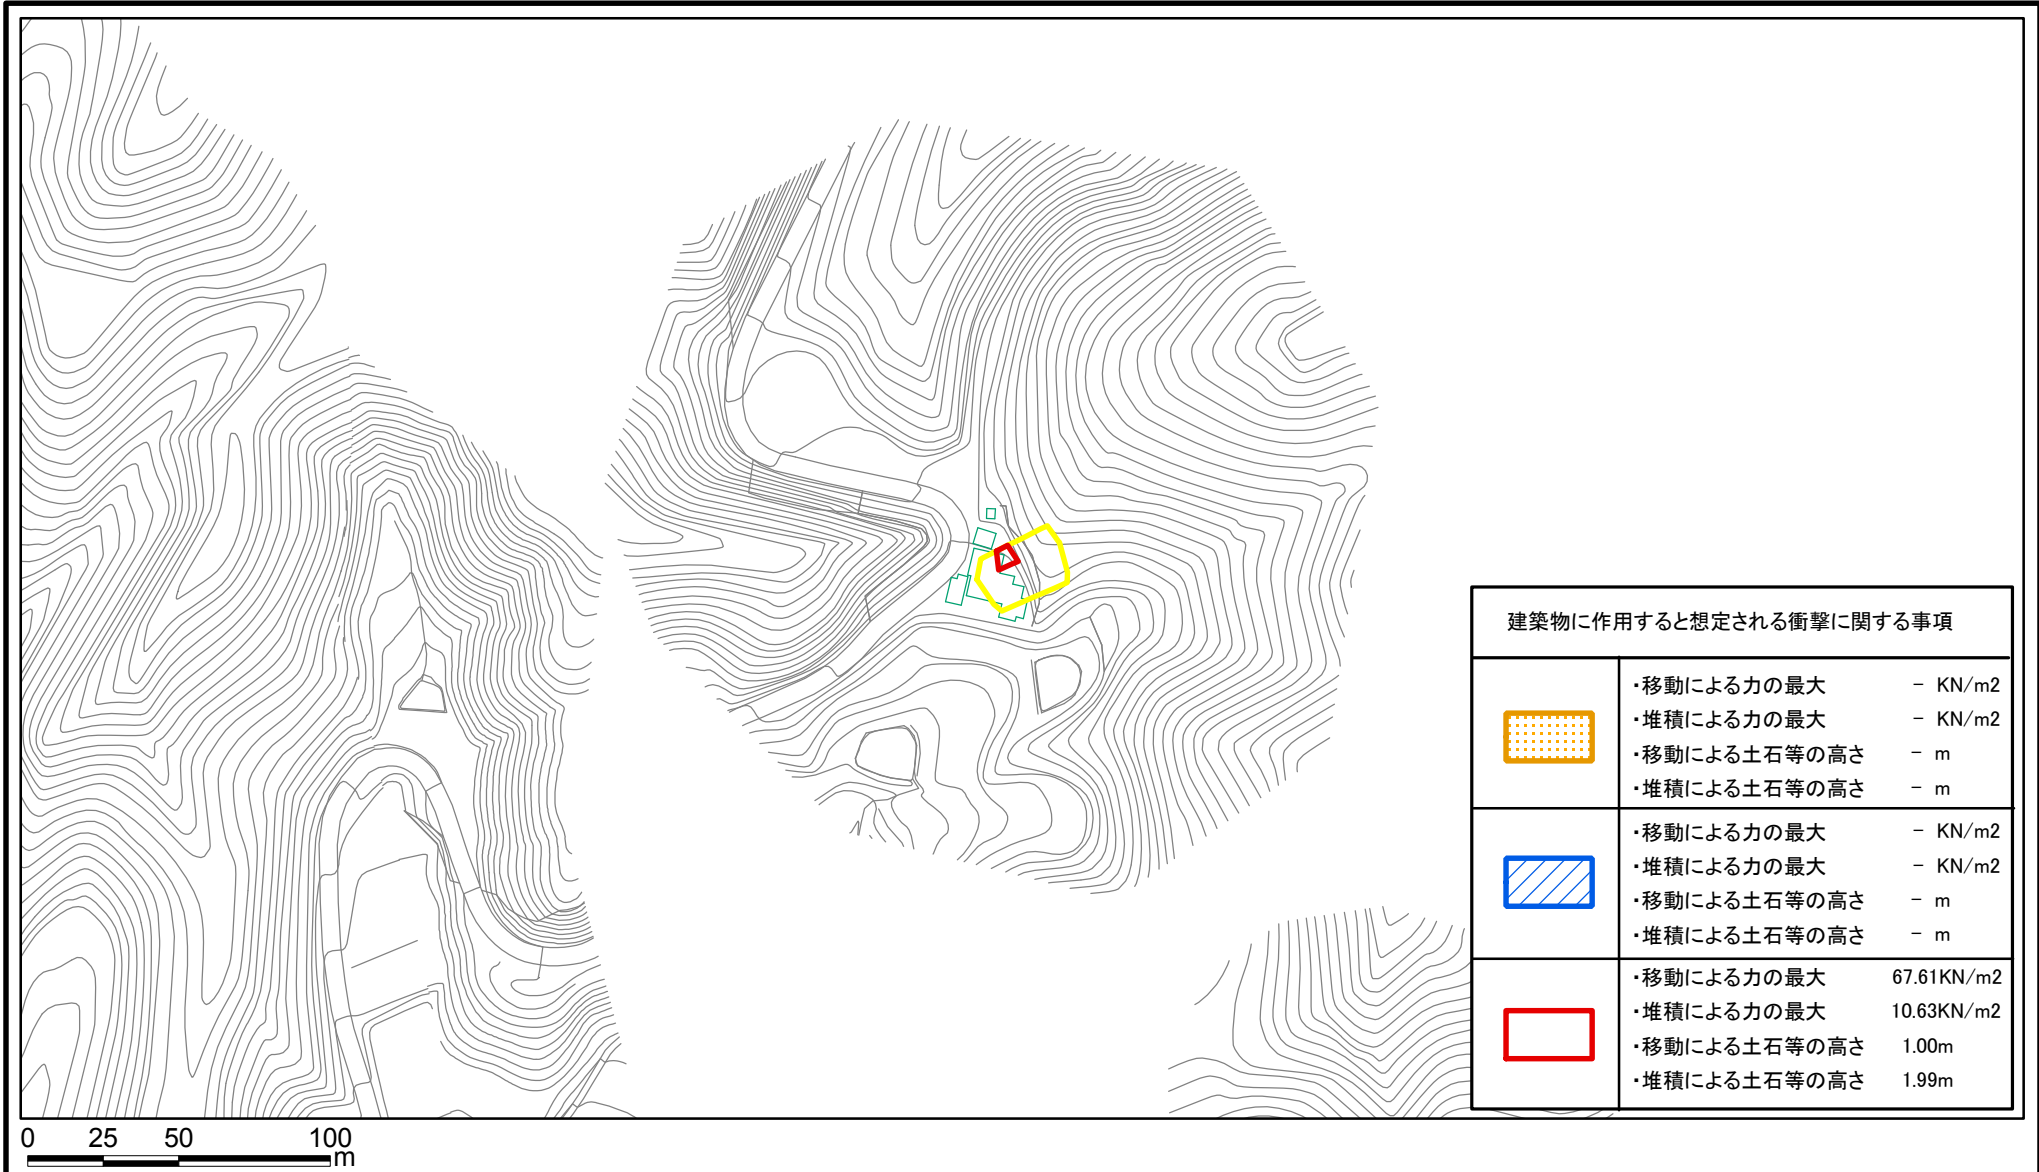 建築物に作用すると想定される衝撃に関する事項
・移動による力の最大 － KN/m2
・堆積による力の最大 － KN/m2
・移動による土石等の高さ － m
・堆積による土石等の高さ － m
・移動による力の最大 － KN/m2
・堆積による力の最大 － KN/m2
・移動による土石等の高さ － m
・堆積による土石等の高さ － m
・移動による力の最大 67.61KN/m2
・堆積による力の最大 10.63KN/m2
・移動による土石等の高さ 1.00m
・堆積による土石等の高さ 1.99m
0 25 50 100
m